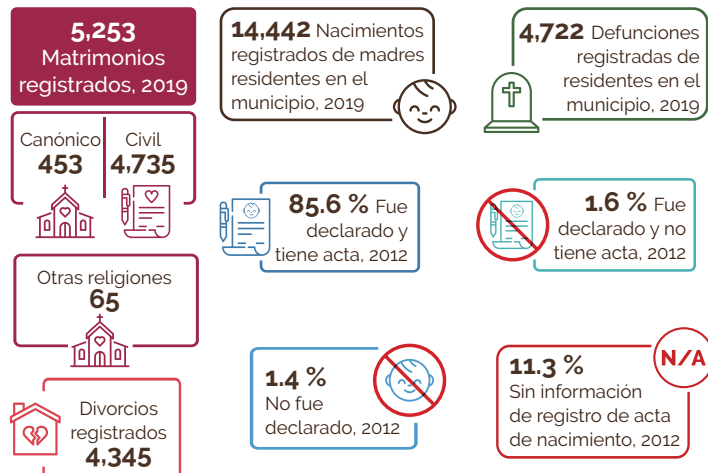 5,253
Matrimonios
registrados, 2019
Canónico
453
Civil
4,735
Otras religiones
65
Divorcios
registrados
4,345
14,442 Nacimientos
registrados de madres
residentes en el
municipio, 2019
4,722 Defunciones
registradas de
residentes en el
municipio, 2019
85.6 % Fue
declarado y
tiene acta, 2012
1.6 % Fue
declarado y no
tiene acta, 2012
1.4 %
No fue
declarado, 2012
11.3 %
Sin información
de registro de acta
de nacimiento, 2012
N/A